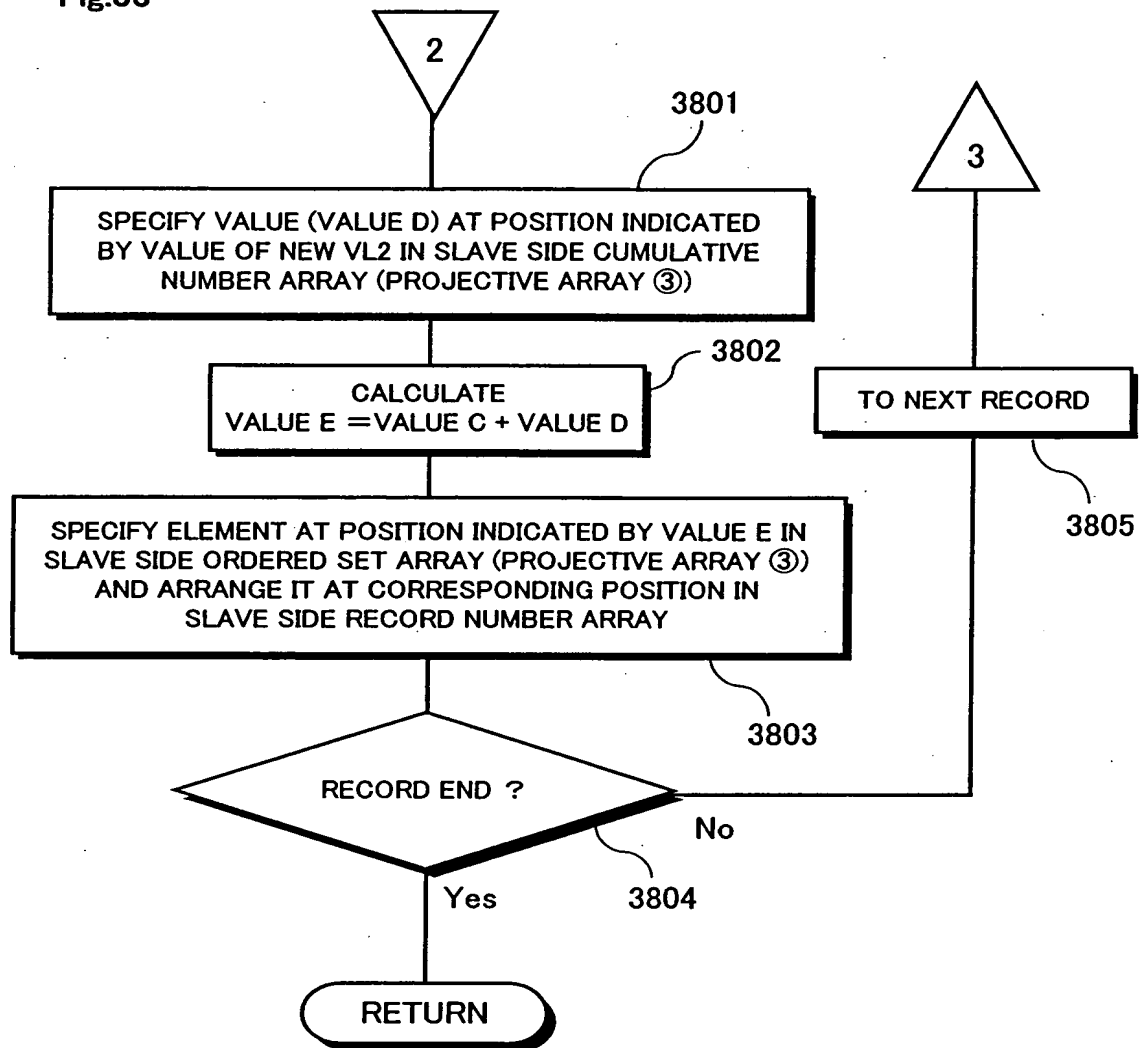 2
3801
3
SPECIFY VALUE (VALUE D) AT POSITION INDICATED
BY VALUE OF NEW VL2 IN SLAVE SIDE CUMULATIVE
NUMBER ARRAY (PROJECTIVE ARRAY ③)
3802
CALCULATE
VALUE E =VALUE C + VALUE D
TO NEXT RECORD
3805
SPECIFY ELEMENT AT POSITION INDICATED BY VALUE E IN
SLAVE SIDE ORDERED SET ARRAY (PROJECTIVE ARRAY ③)
AND ARRANGE IT AT CORRESPONDING POSITION IN
SLAVE SIDE RECORD NUMBER ARRAY
3803
RECORD END ?
No
3804
Yes
RETURN